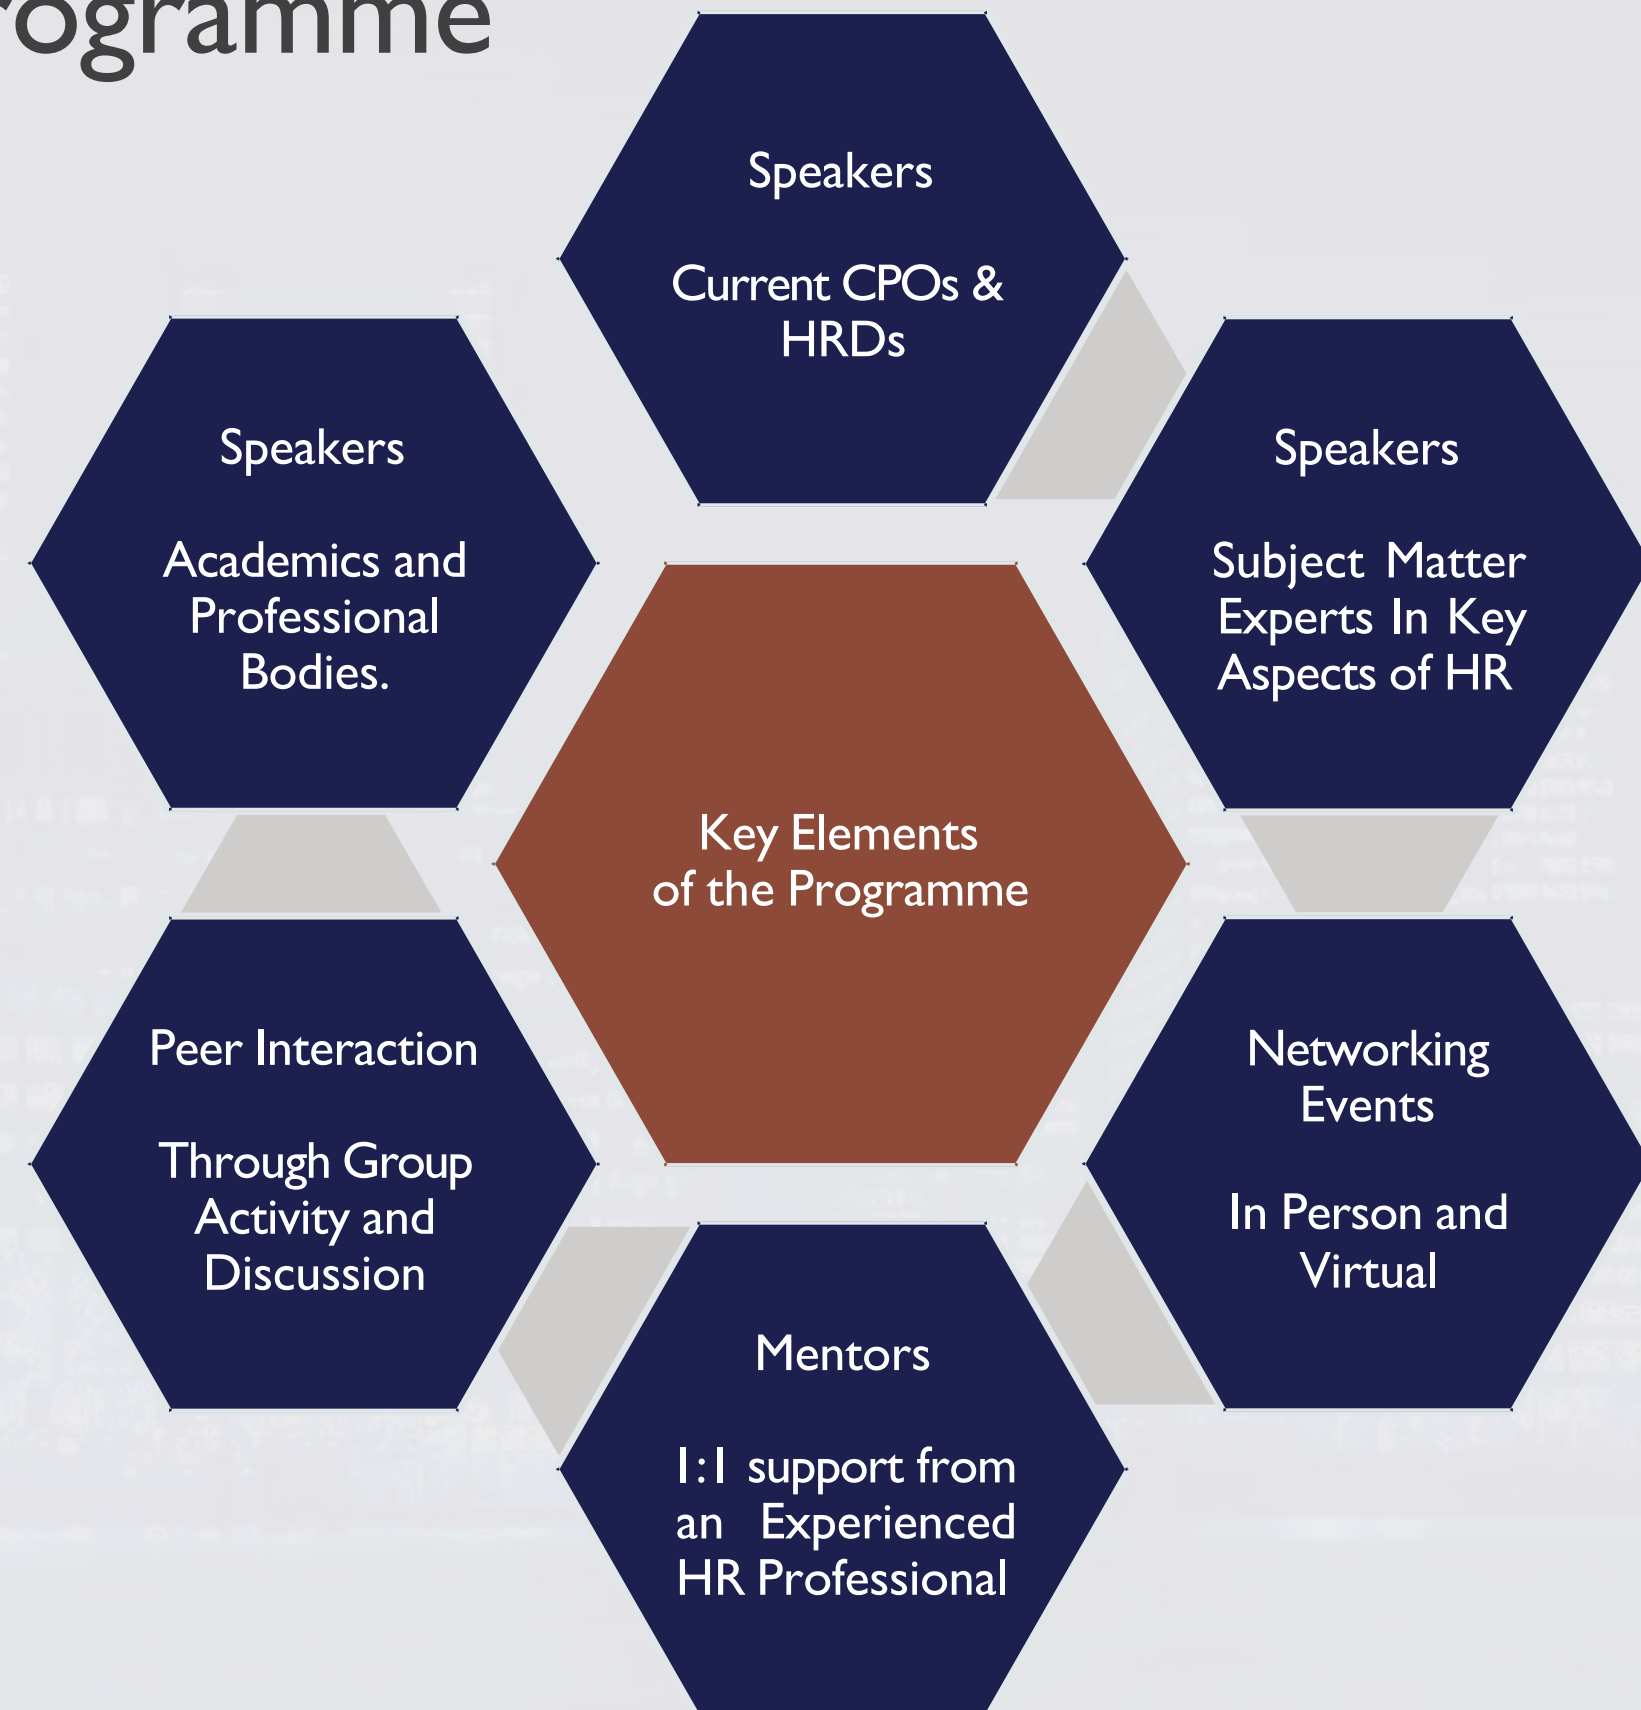 rogramme
Speakers
Current CPOs &
HRDs
Speakers
Subject Matter
Experts In Key
Aspects of HR
Networking
Events
In Person and
Virtual
Mentors
1:1 support from
an Experienced
HR Professional
Peer Interaction
Through Group
Activity and
Discussion
Speakers
Academics and
Professional
Bodies.
Key Elements
of the Programme